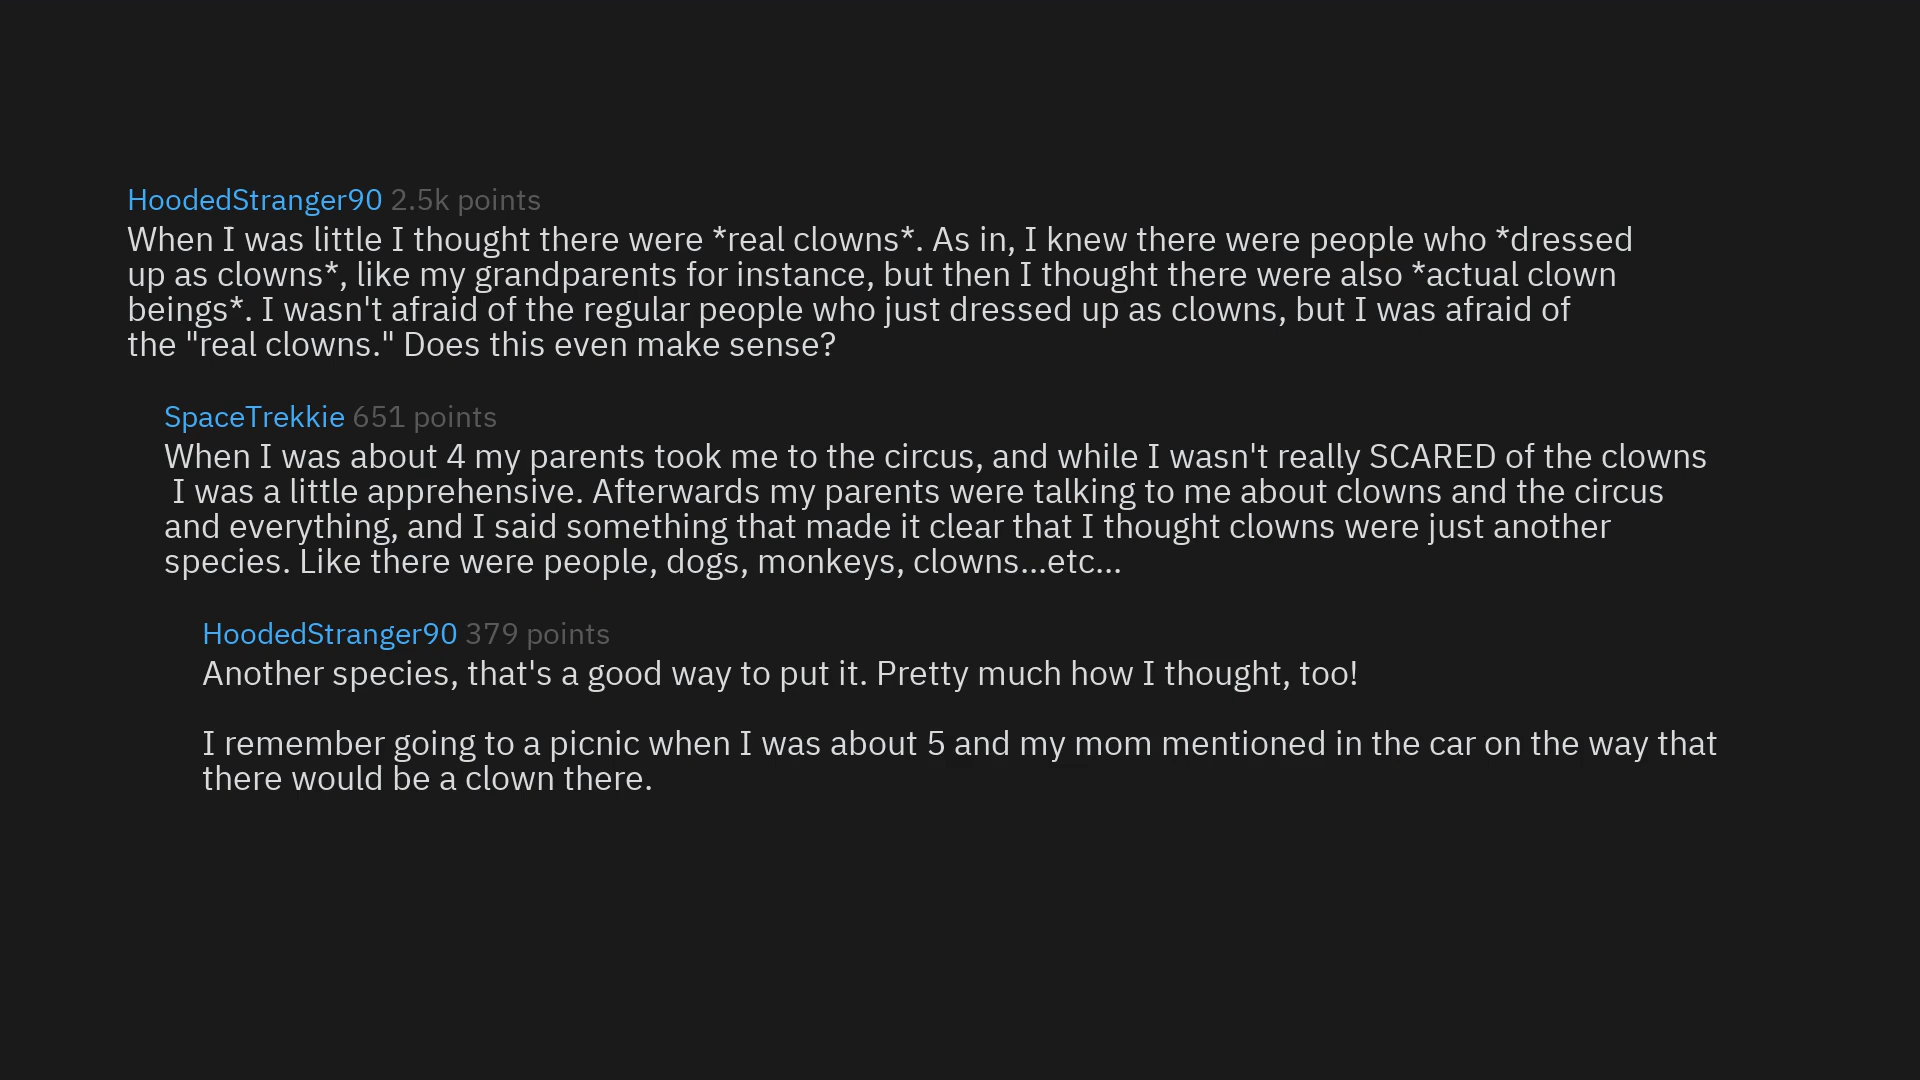 HoodedStranger90 2.5k points
When I was little I thought there were *real clowns*. As in, I knew there were people who *dressed
up as clowns*, like my grandparents for instance, but then I thought there were also *actual clown
beings*. I wasn't afraid of the regular people who just dressed up as clowns, but I was afraid of
the "real clowns." Does this even make sense?
SpaceTrekkie 651 points
When I was about 4 my parents took me to the circus, and while I wasn't really SCARED of the clowns
I was a little apprehensive. Afterwards my parents were talking to me about clowns and the circus
and everything, and I said something that made it clear that I thought clowns were just another
species. Like there were people, dogs, monkeys, clowns...etc...
HoodedStranger90 379 points
Another species, that's a good way to put it. Pretty much how I thought, too!
I remember going to a picnic when I was about 5 and my mom mentioned in the car on the way that
there would be a clown there.